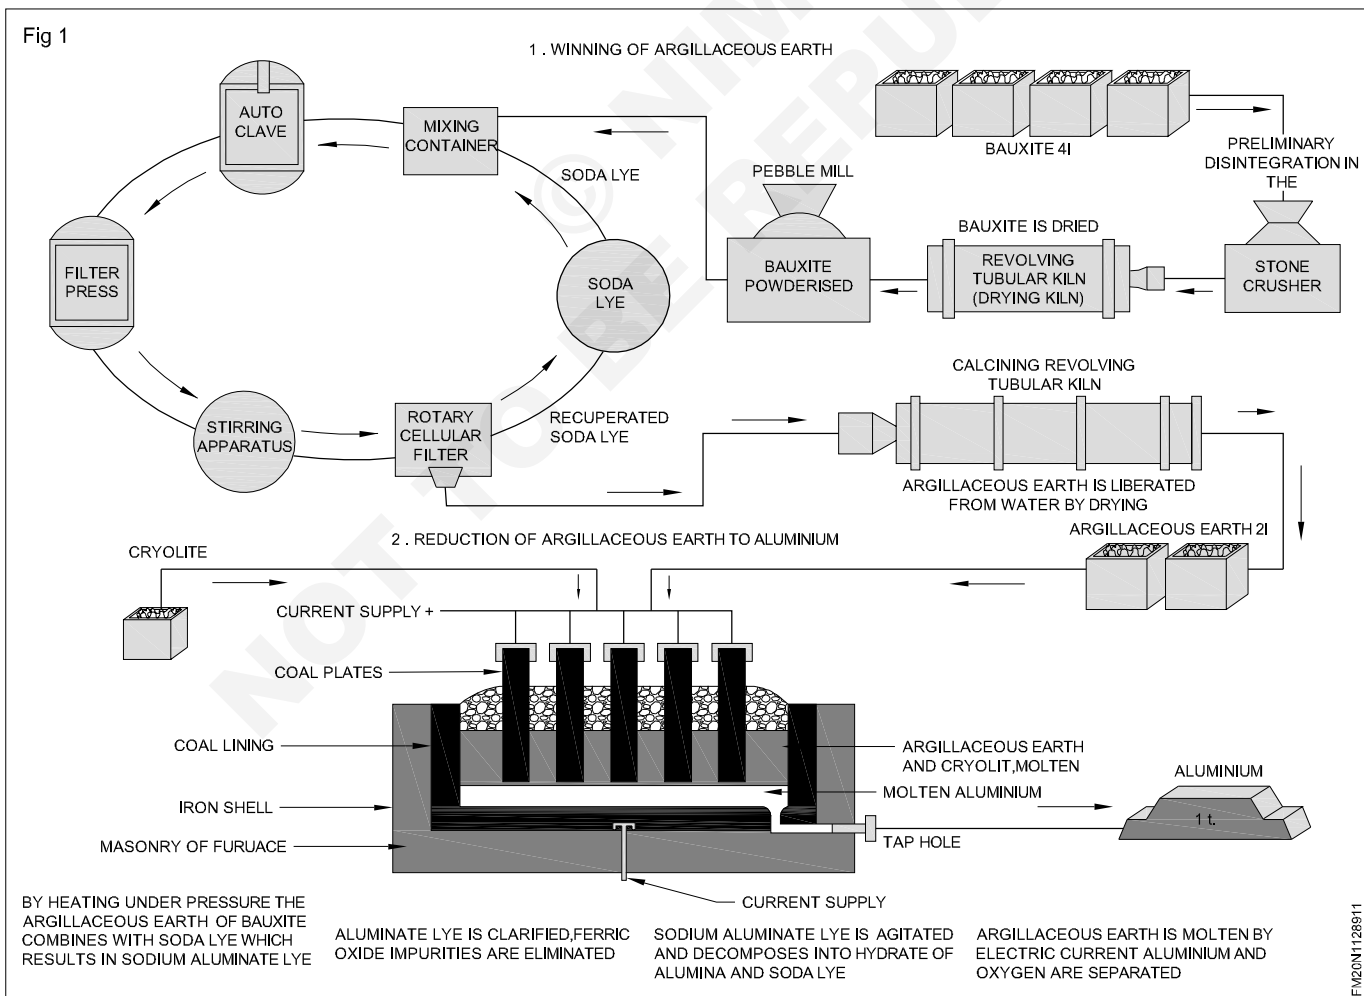 Fig 1
1 . WINNING OF ARGILLACEOUS EARTH
AUTO
CLAVE
MIXING
CONTAINER
SODA LYE
BAUXITE 4I
PRELIMINARY
DISINTEGRATION IN
THE
PEBBLE MILL
BAUXITE IS DRIED
FILTER
PRESS
SODA
LYE
BAUXITE
POWDERISED
REVOLVING
TUBULAR KILN
(DRYING KILN)
STONE
CRUSHER
CALCINING REVOLVING
TUBULAR KILN
STIRRING
APPARATUS
ROTARY
CELLULAR
FILTER
RECUPERATED
SODA LYE
ARGILLACEOUS EARTH IS LIBERATED
FROM WATER BY DRYING
ARGILLACEOUS EARTH 2I
2 . REDUCTION OF ARGILLACEOUS EARTH TO ALUMINIUM
CRYOLITE
CURRENT SUPPLY +
COAL PLATES
COAL LINING
ARGILLACEOUS EARTH
AND CRYOLIT,MOLTEN
MOLTEN ALUMINIUM
ALUMINIUM
1 t.
IRON SHELL
MASONRY OF FURUACE
TAP HOLE
CURRENT SUPPLY
BY HEATING UNDER PRESSURE THE
ARGILLACEOUS EARTH OF BAUXITE
COMBINES WITH SODA LYE WHICH
RESULTS IN SODIUM ALUMINATE LYE
ALUMINATE LYE IS CLARIFIED,FERRIC
OXIDE IMPURITIES ARE ELIMINATED
SODIUM ALUMINATE LYE IS AGITATED
AND DECOMPOSES INTO HYDRATE OF
ALUMINA AND SODA LYE
ARGILLACEOUS EARTH IS MOLTEN BY
ELECTRIC CURRENT ALUMINIUM AND
OXYGEN ARE SEPARATED
FM20N1128911
© NIM
NOT TO BE REPU